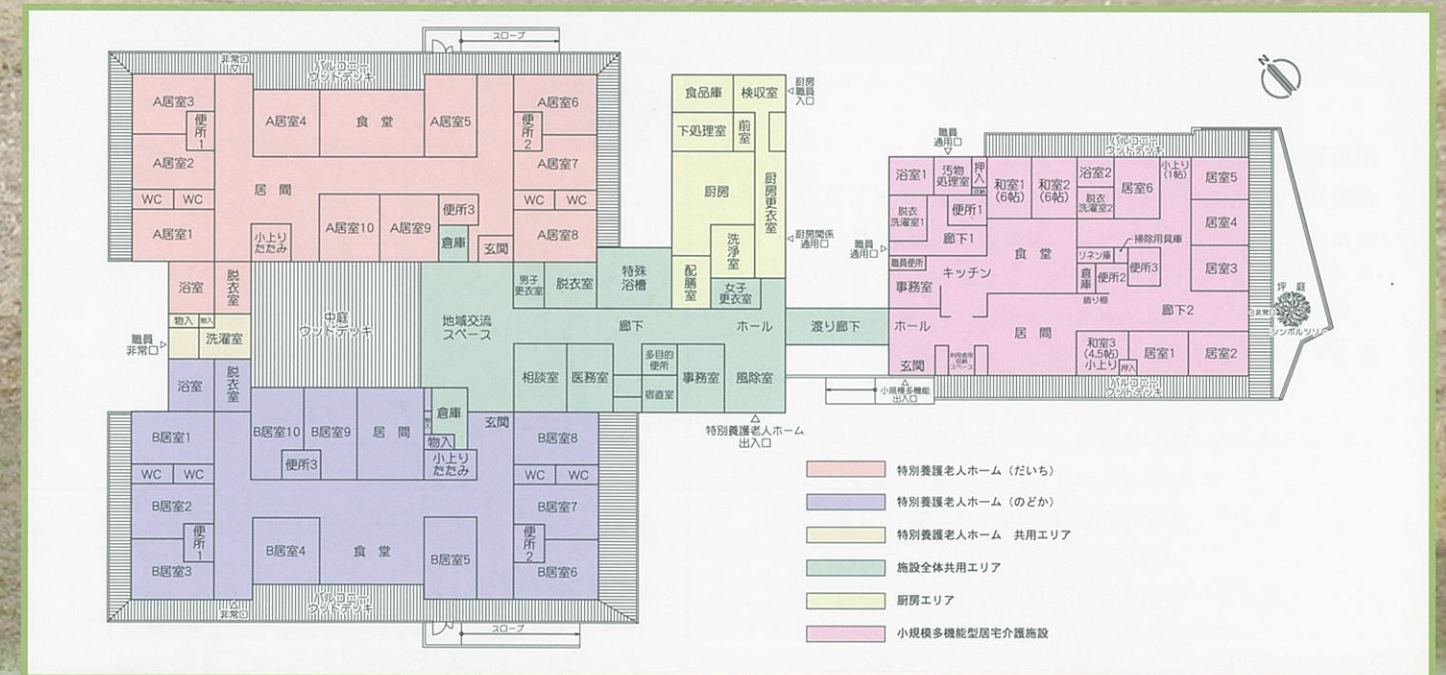 スロープ
非常口
バルコニー
ウッドデッキ
A居室3
便所1
A居室4
食 堂
A居室5
A居室6
便所2
A居室2
A居室7
WC
WC
居 間
WC
WC
A居室1
小上り
たたみ
A居室10
A居室9
便所3
倉庫
玄関
A居室8
浴室
脱衣室
物入
物入
洗濯室
職員
非常口
浴室
脱衣室
中庭
ウッドデッキ
地域交流
スペース
男子
更衣室
脱衣室
特殊
浴槽
食品庫
検収室
厨房
職員
入口
下処理室
前室
厨房
厨房更衣室
洗浄室
配膳室
女子
更衣室
厨房関係
通用口
廊下
ホール
渡り廊下
相談室
医務室
多目的
便所
宿直室
事務室
風除室
特別養護老人ホーム
出入口
B居室1
B居室10
B居室9
居 間
倉庫
物入
小上り
たたみ
玄関
B居室8
WC
WC
便所3
WC
WC
B居室2
B居室7
便所1
便所2
B居室3
B居室4
食 堂
B居室5
B居室6
非常口
バルコニー
ウッドデッキ
スロープ
N
職員
通用口
バルコニー
ウッドデッキ
浴室1
汚物
処理室
押入
和室1
(6帖)
和室2
(6帖)
浴室2
居室6
小上り
(1帖)
居室5
脱衣
洗濯室1
便所1
脱衣
洗濯室2
居室4
廊下1
食 堂
掃除用具庫
職員
通用口
職員便所
リネン庫
倉庫
便所2
便所3
居室3
事務室
キッチン
飾り棚
廊下2
坪 庭
非常口
シンボルツリー
ホール
居 間
玄関
和室3
(4.5帖)
小上り
押入
居室1
居室2
小規模多機能
出入口
バルコニー
ウッドデッキ
特別養護老人ホーム（だいち）
特別養護老人ホーム（のどか）
特別養護老人ホーム 共用エリア
施設全体共用エリア
厨房エリア
小規模多機能型居宅介護施設